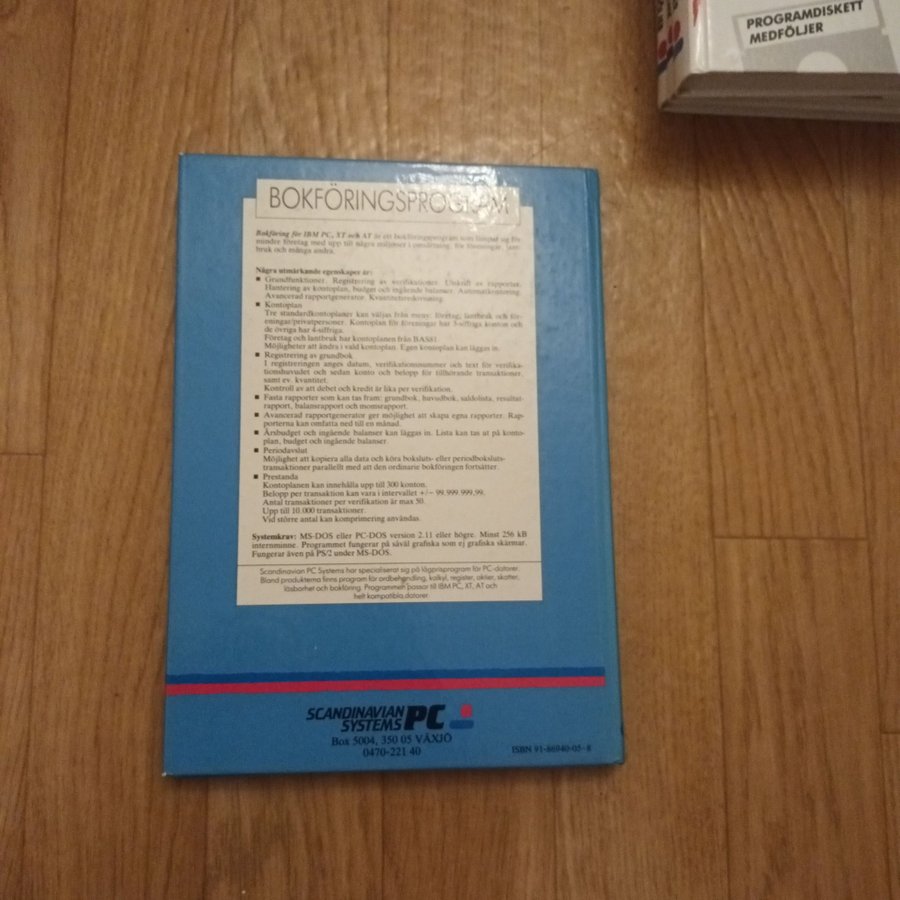 PROGRAMDISKETT
MEDFÖLJER
BOKFÖRINGSPROGRAM
Bokföring för IBM PC, XT och AT är ett bokföringsprogram som lämpar sig för
mindre företag med upp till några miljoner i omsättning, för föreningar, lant-
bruk och många andra.
Några utmärkande egenskaper är:
■ Grundfunktioner. Registrering av verifikationer. Utskrift av rapporter.
Hantering av kontoplan, budget och ingående balanser. Automatkontering.
Avancerad rapportgenerator. Kvantitetsredovisning.
■ Kontoplan
Tre standardkontoplaner kan väljas från meny: företag, lantbruk och för-
eningar/privatpersoner. Kontoplan för föreningar har 3-siffriga konton och
de övriga har 4-siffriga.
Företag och lantbruk har kontoplanen från BAS83.
Möjligheter att ändra i vald kontoplan. Egen kontoplan kan läggas in.
■ Registrering av grundbok
I registreringen anges datum, verifikationsnummer och text för verifika-
tionshuvudet och sedan konto och belopp för tillhörande transaktioner,
samt ev. kvantitet.
Kontroll av att debet och kredit är lika per verifikation.
■ Fasta rapporter som kan tas fram: grundbok, huvudbok, saldolista, resultat-
rapport, balansrapport och momsrapport.
■ Avancerad rapportgenerator ger möjlighet att skapa egna rapporter. Rap-
porterna kan omfatta ned till en månad.
■ Årsbudget och ingående balanser kan läggas in. Lista kan tas ut på konto-
plan, budget och ingående balanser.
■ Periodavslut
Möjlighet att kopiera alla data och köra boksluts- eller periodboksluts-
transaktioner parallellt med att den ordinarie bokföringen fortsätter.
■ Prestanda
Kontoplanen kan innehålla upp till 300 konton.
Belopp per transaktion kan vara i intervallet +/− 99.999.999,99.
Antal transaktioner per verifikation är max 50.
Upp till 10.000 transaktioner.
Vid större antal kan komprimering användas.
Systemkrav: MS-DOS eller PC-DOS version 2.11 eller högre. Minst 256 kB
internminne. Programmet fungerar på såväl grafiska som ej grafiska skärmar.
Fungerar även på PS/2 under MS-DOS.
Scandinavian PC Systems har specialiserat sig på lågprisprogram för PC-datorer.
Bland produkterna finns program för ordbehandling, kalkyl, register, aktier, skatter,
läsbarhet och bokföring. Programmen passar till IBM PC, XT, AT och
helt kompatibla datorer.
SCANDINAVIAN
SYSTEMS PC
Box 5004, 350 05 VÄXJÖ
0470-221 40
ISBN 91-86940-05-8